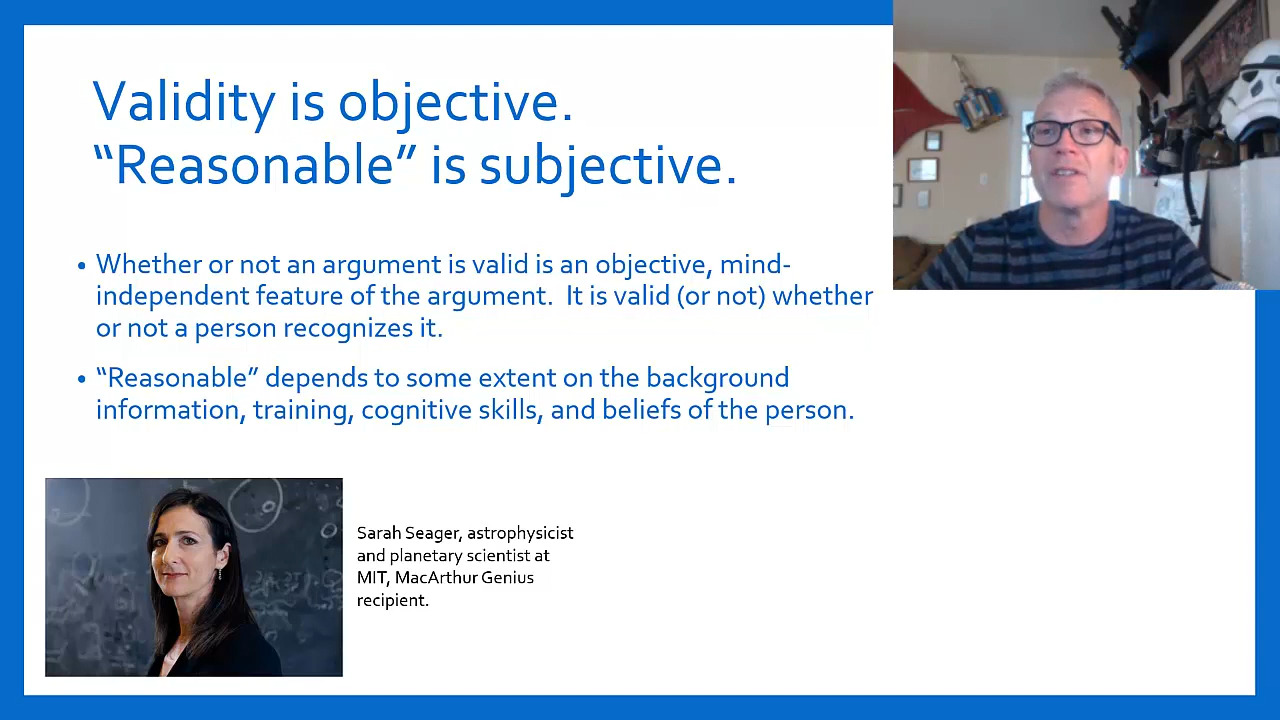 Validity is objective.
“Reasonable” is subjective.
• Whether or not an argument is valid is an objective, mind-
independent feature of the argument.  It is valid (or not) whether
or not a person recognizes it.
• “Reasonable” depends to some extent on the background
information, training, cognitive skills, and beliefs of the person.
Sarah Seager, astrophysicist
and planetary scientist at
MIT, MacArthur Genius
recipient.